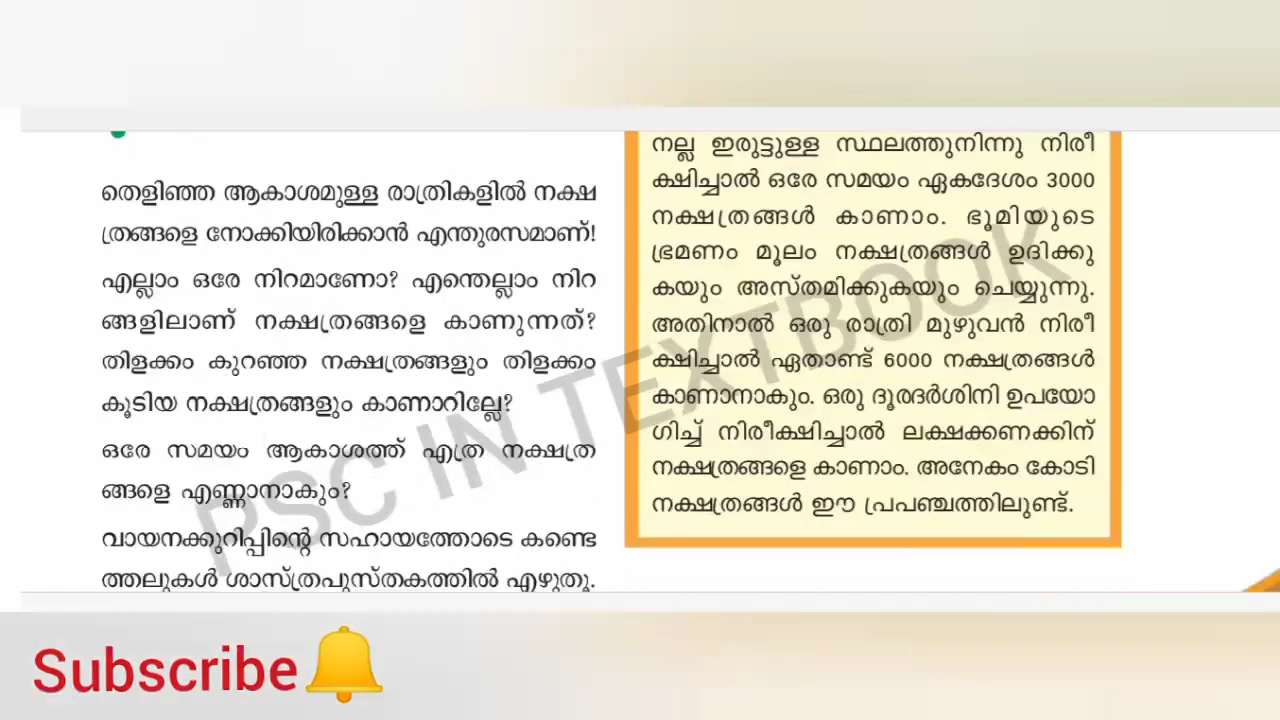 തെളിഞ്ഞ ആകാശമുള്ള രാത്രികളിൽ നക്ഷ
ത്രങ്ങളെ നോക്കിയിരിക്കാൻ എന്തുരസമാണ്!
എല്ലാം ഒരേ നിറമാണോ? എന്തെല്ലാം നിറ
ങ്ങളിലാണ് നക്ഷത്രങ്ങളെ കാണുന്നത്?
തിളക്കം കുറഞ്ഞ നക്ഷത്രങ്ങളും തിളക്കം
കൂടിയ നക്ഷത്രങ്ങളും കാണാറില്ലേ?
ഒരേ സമയം ആകാശത്ത് എത്ര നക്ഷത്ര
ങ്ങളെ എണ്ണാനാകും?
വായനക്കുറിപ്പിന്റെ സഹായത്തോടെ കണ്ടെ
ത്തലുകൾ ശാസ്ത്രപുസ്തകത്തിൽ എഴുതൂ.
നല്ല ഇരുട്ടുള്ള സ്ഥലത്തുനിന്നു നിരീ
ക്ഷിച്ചാൽ ഒരേ സമയം ഏകദേശം 3000
നക്ഷത്രങ്ങൾ കാണാം. ഭൂമിയുടെ
ഭ്രമണം മൂലം നക്ഷത്രങ്ങൾ ഉദിക്കു
കയും അസ്തമിക്കുകയും ചെയ്യുന്നു.
അതിനാൽ ഒരു രാത്രി മുഴുവൻ നിരീ
ക്ഷിച്ചാൽ ഏതാണ്ട് 6000 നക്ഷത്രങ്ങൾ
കാണാനാകും. ഒരു ദൂരദർശിനി ഉപയോ
ഗിച്ച് നിരീക്ഷിച്ചാൽ ലക്ഷക്കണക്കിന്
നക്ഷത്രങ്ങളെ കാണാം. അനേകം കോടി
നക്ഷത്രങ്ങൾ ഈ പ്രപഞ്ചത്തിലുണ്ട്.
PSC IN TEXTBOOK
Subscribe